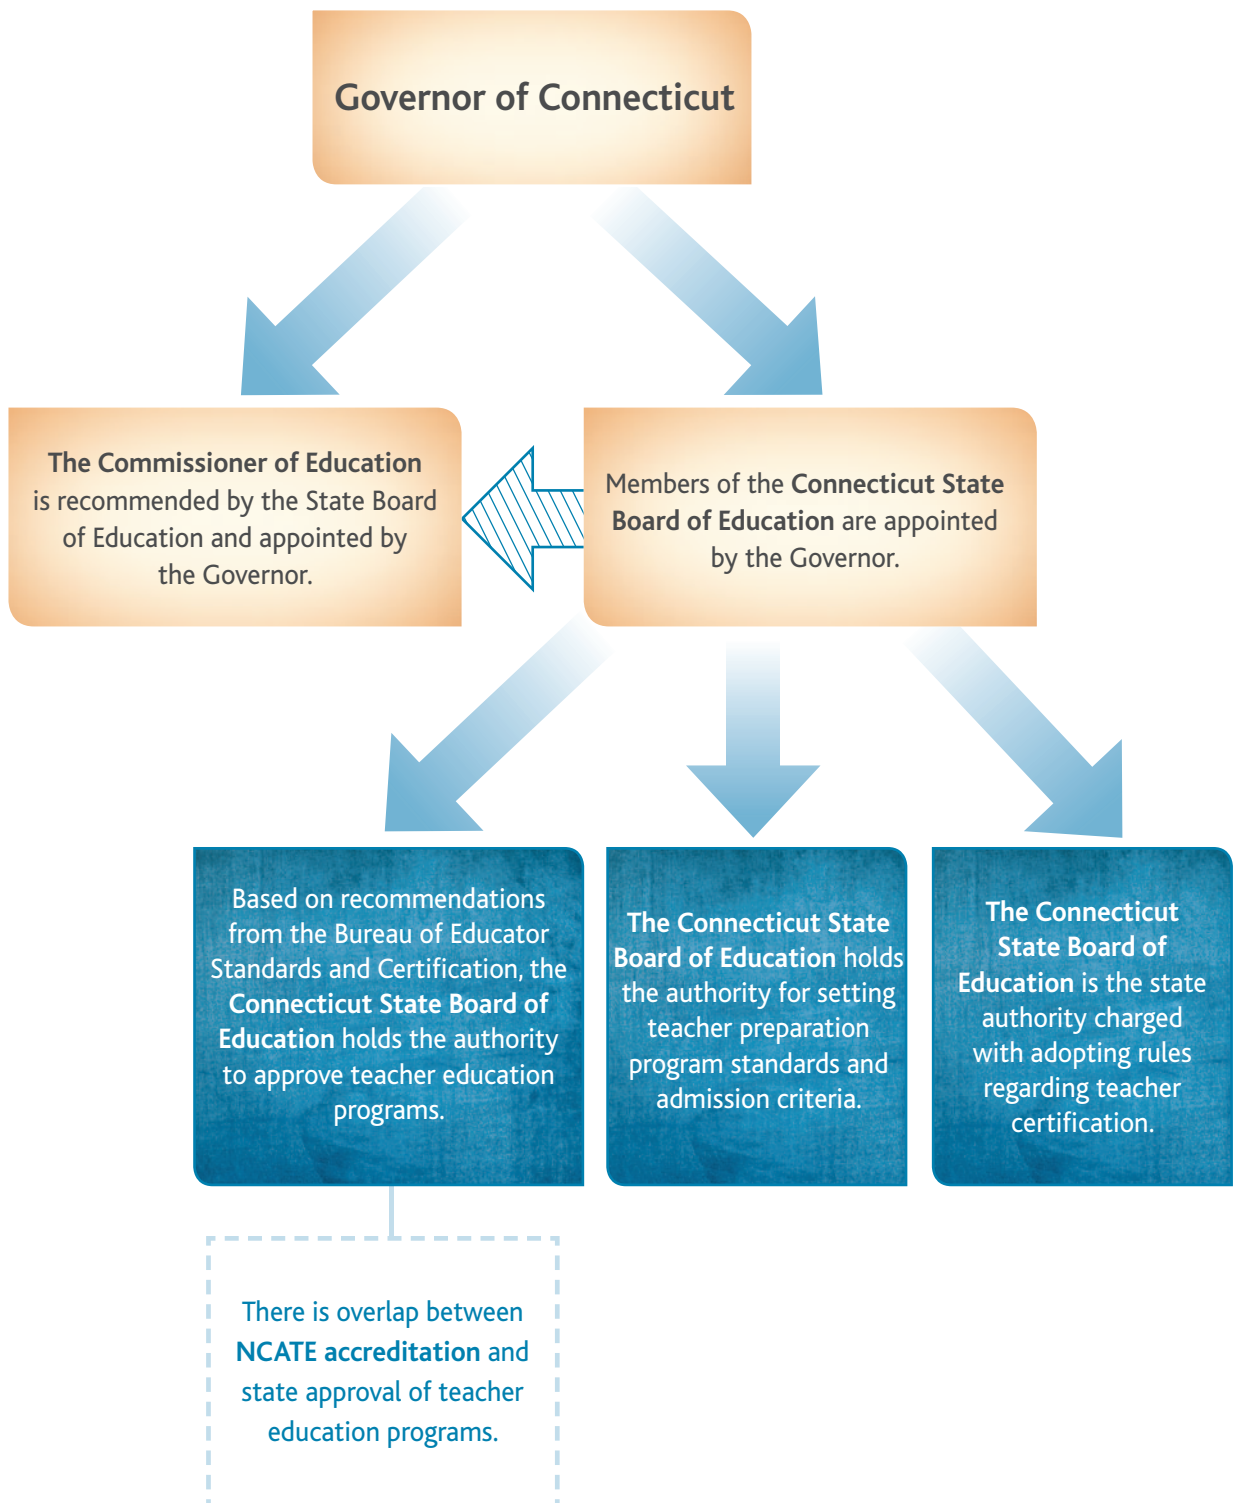 Governor of Connecticut
The Commissioner of Education
is recommended by the State Board
of Education and appointed by
the Governor.
Members of the Connecticut State
Board of Education are appointed
by the Governor.
Based on recommendations
from the Bureau of Educator
Standards and Certification, the
Connecticut State Board of
Education holds the authority
to approve teacher education
programs.
The Connecticut State
Board of Education holds
the authority for setting
teacher preparation
program standards and
admission criteria.
The Connecticut
State Board of
Education is the state
authority charged
with adopting rules
regarding teacher
certification.
There is overlap between
NCATE accreditation and
state approval of teacher
education programs.